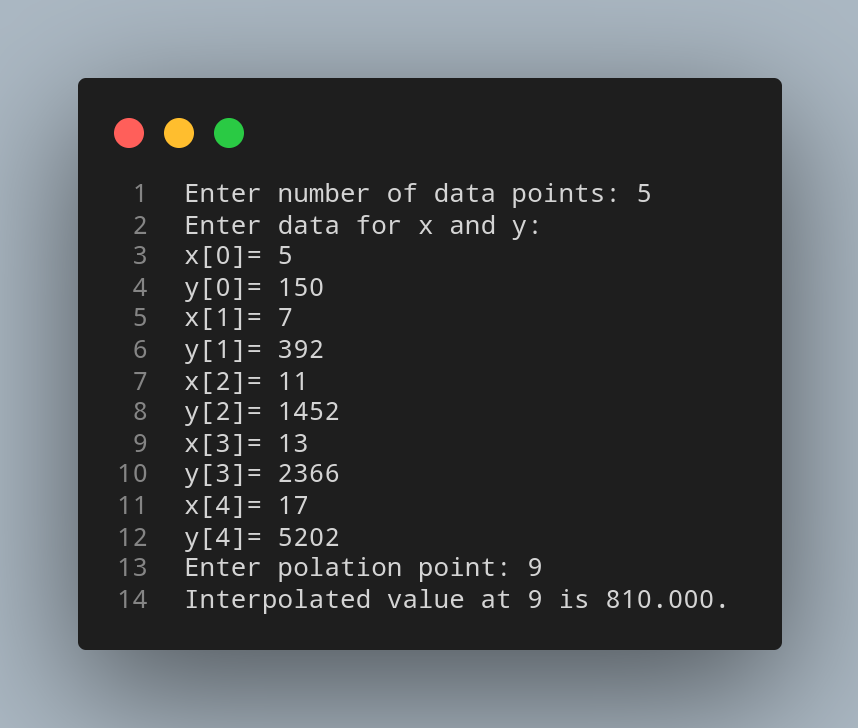 1 Enter number of data points: 5
2 Enter data for x and y:
3 x[0]= 5
4 y[0]= 150
5 x[1]= 7
6 y[1]= 392
7 x[2]= 11
8 y[2]= 1452
9 x[3]= 13
10 y[3]= 2366
11 x[4]= 17
12 y[4]= 5202
13 Enter polation point: 9
14 Interpolated value at 9 is 810.000.